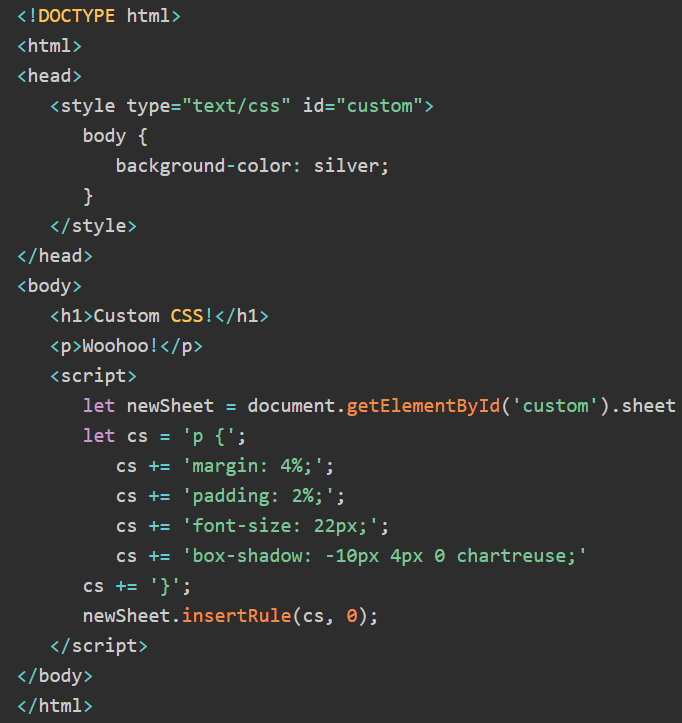 <!DOCTYPE html>
<html>
<head>
   <style type="text/css" id="custom">
      body {
         background-color: silver;
      }
   </style>
</head>
<body>
   <h1>Custom CSS!</h1>
   <p>Woohoo!</p>
   <script>
      let newSheet = document.getElementById('custom').sheet
      let cs = 'p {';
         cs += 'margin: 4%;';
         cs += 'padding: 2%;';
         cs += 'font-size: 22px;';
         cs += 'box-shadow: -10px 4px 0 chartreuse;'
      cs += '}';
      newSheet.insertRule(cs, 0);
   </script>
</body>
</html>